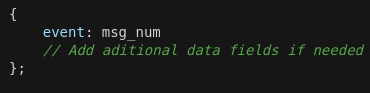 {
    event: msg_num
    // Add aditional data fields if needed
};